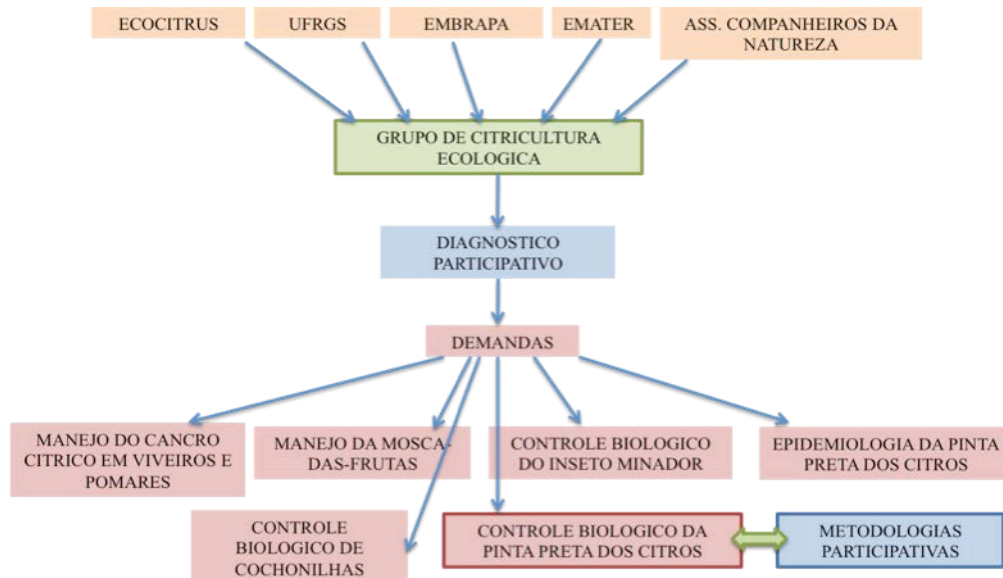 ECOCITRUS
UFRGS
EMBRAPA
EMATER
ASS. COMPANHEIROS DA
NATUREZA
GRUPO DE CITRICULTURA
ECOLOGICA
DIAGNOSTICO
PARTICIPATIVO
DEMANDAS
MANEJO DO CANCRO
CITRICO EM VIVEIROS E
POMARES
MANEJO DA MOSCA-
DAS-FRUTAS
CONTROLE BIOLOGICO
DO INSETO MINADOR
EPIDEMIOLOGIA DA PINTA
PRETA DOS CITROS
CONTROLE
BIOLOGICO DE
COCHONILHAS
CONTROLE BIOLOGICO DA
PINTA PRETA DOS CITROS
METODOLOGIAS
PARTICIPATIVAS